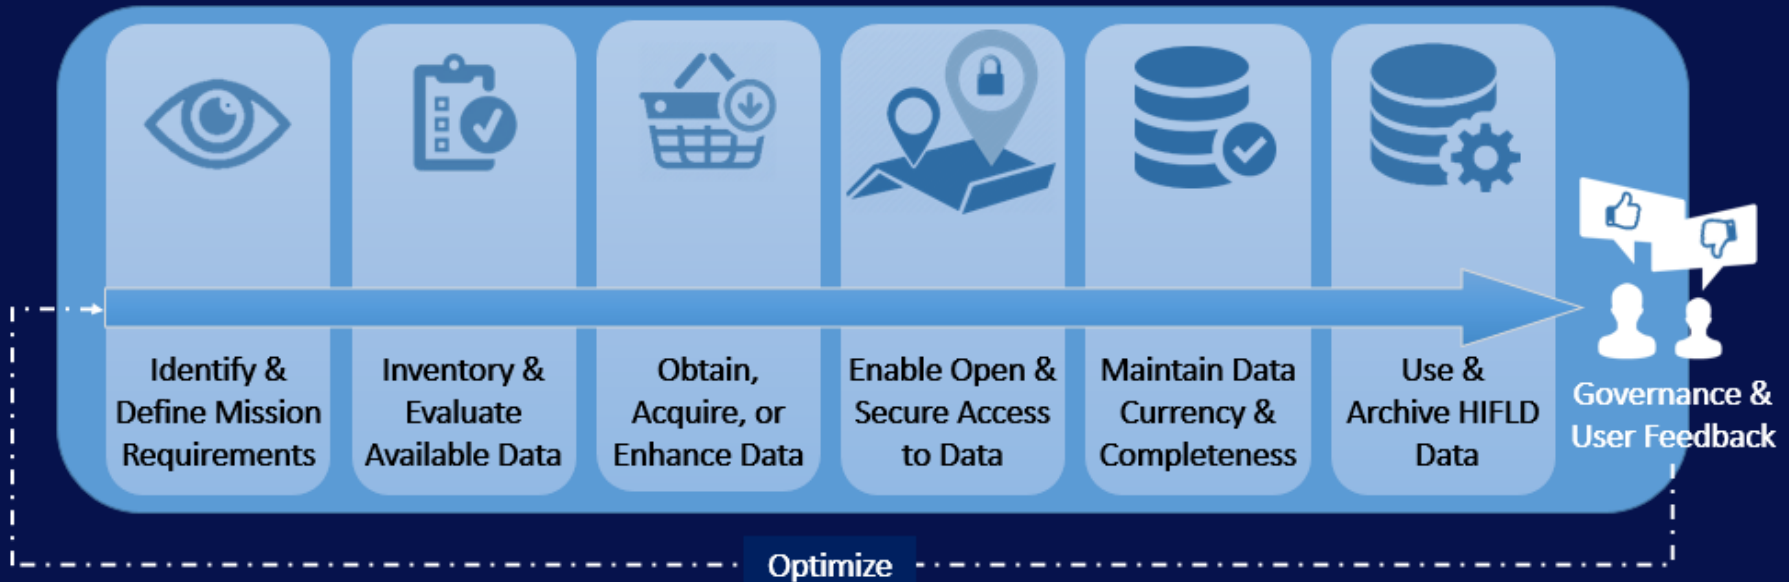 Identify &
Define Mission
Requirements
Inventory &
Evaluate
Available Data
Obtain,
Acquire, or
Enhance Data
Enable Open &
Secure Access
to Data
Maintain Data
Currency &
Completeness
Use &
Archive HIFLD
Data
Governance &
User Feedback
Optimize